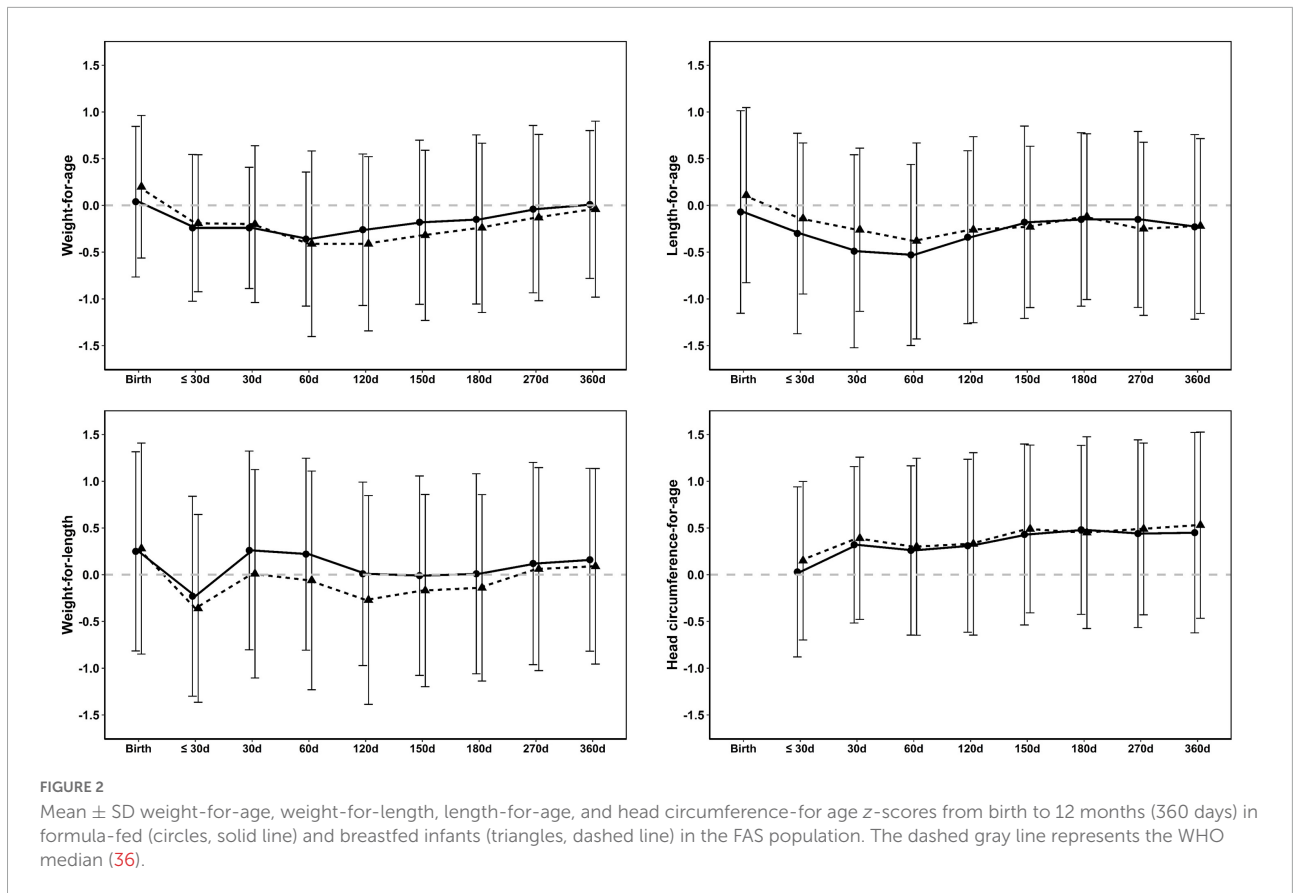 1.5
1.0
0.5
0.0
-0.5
-1.0
-1.5
Weight-for-age
Birth ≤ 30d 30d 60d 120d 150d 180d 270d 360d
1.5
1.0
0.5
0.0
-0.5
-1.0
-1.5
Length-for-age
Birth ≤ 30d 30d 60d 120d 150d 180d 270d 360d
1.5
1.0
0.5
0.0
-0.5
-1.0
-1.5
Weight-for-length
Birth ≤ 30d 30d 60d 120d 150d 180d 270d 360d
1.5
1.0
0.5
0.0
-0.5
-1.0
-1.5
Head circumference-for-age
Birth ≤ 30d 30d 60d 120d 150d 180d 270d 360d
FIGURE 2
Mean ± SD weight-for-age, weight-for-length, length-for-age, and head circumference-for age z-scores from birth to 12 months (360 days) in
formula-fed (circles, solid line) and breastfed infants (triangles, dashed line) in the FAS population. The dashed gray line represents the WHO
median (36).